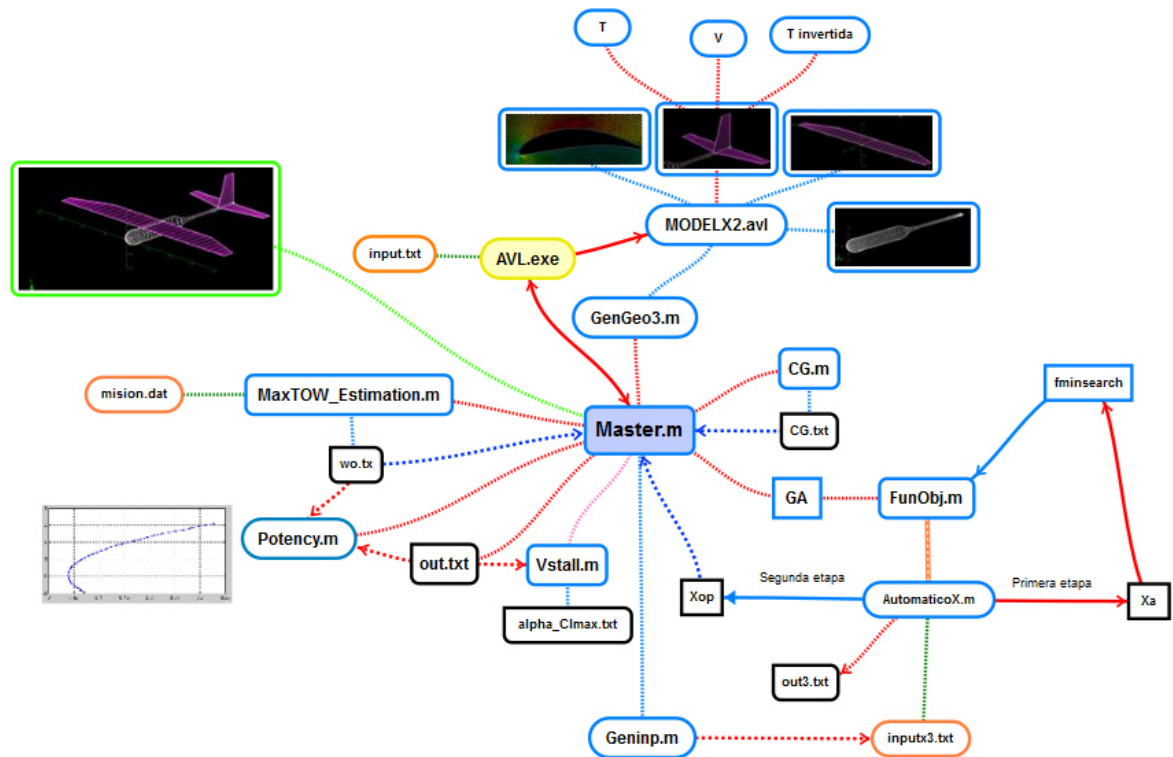 T
V
T invertida
MODELX2.avl
input.txt
AVL.exe
GenGeo3.m
CG.m
mision.dat
MaxTOW_Estimation.m
fminsearch
Master.m
CG.txt
wo.tx
GA
FunObj.m
Potency.m
out.txt
Vstall.m
Segunda etapa
Primera etapa
Xop
AutomaticoX.m
Xa
alpha_Clmax.txt
out3.txt
Geninp.m
inputx3.txt